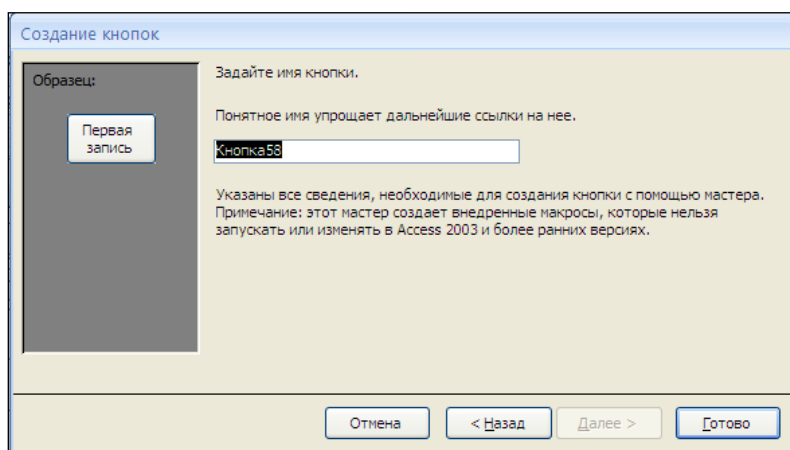 Создание кнопок
Образец:
Первая
запись
Задайте имя кнопки.
Понятное имя упрощает дальнейшие ссылки на нее.
Кнопка58
Указаны все сведения, необходимые для создания кнопки с помощью мастера.
Примечание: этот мастер создает внедренные макросы, которые нельзя
запускать или изменять в Access 2003 и более ранних версиях.
Отмена
< Назад
Далее >
Готово